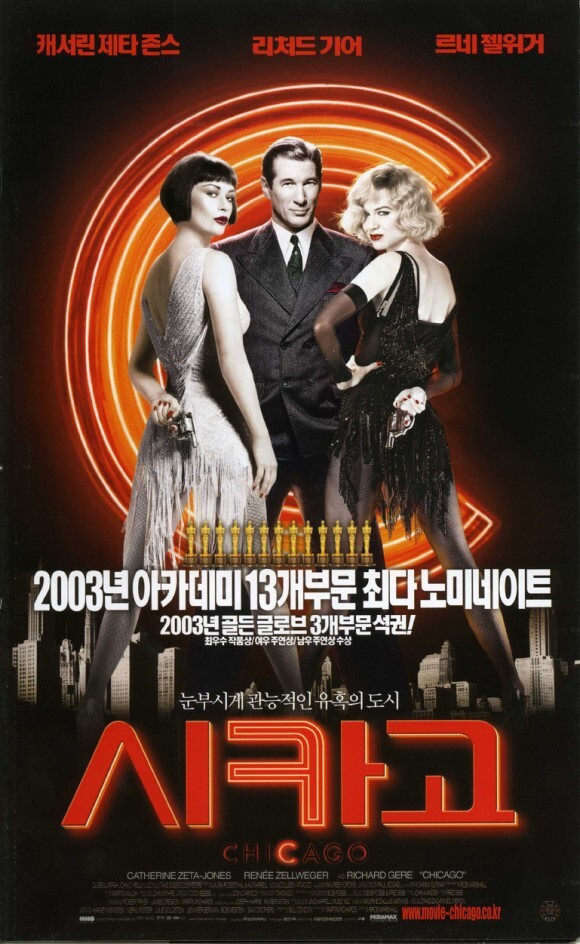 캐서린 제타 존스 리처드 기어 르네 젤위거
2003년 아카데미 13개부문 최다 노미네이트
2003년 골든 글로브 3개부문 석권!
최우수 작품상/여우 주연상/남우 주연상 수상
눈부시게 관능적인 유혹의 도시
시카고
CHICAGO
CATHERINE ZETA-JONES RENÉE ZELLWEGER AND RICHARD GERE "CHICAGO"
MIRAMAX
www.movie-chicago.co.kr